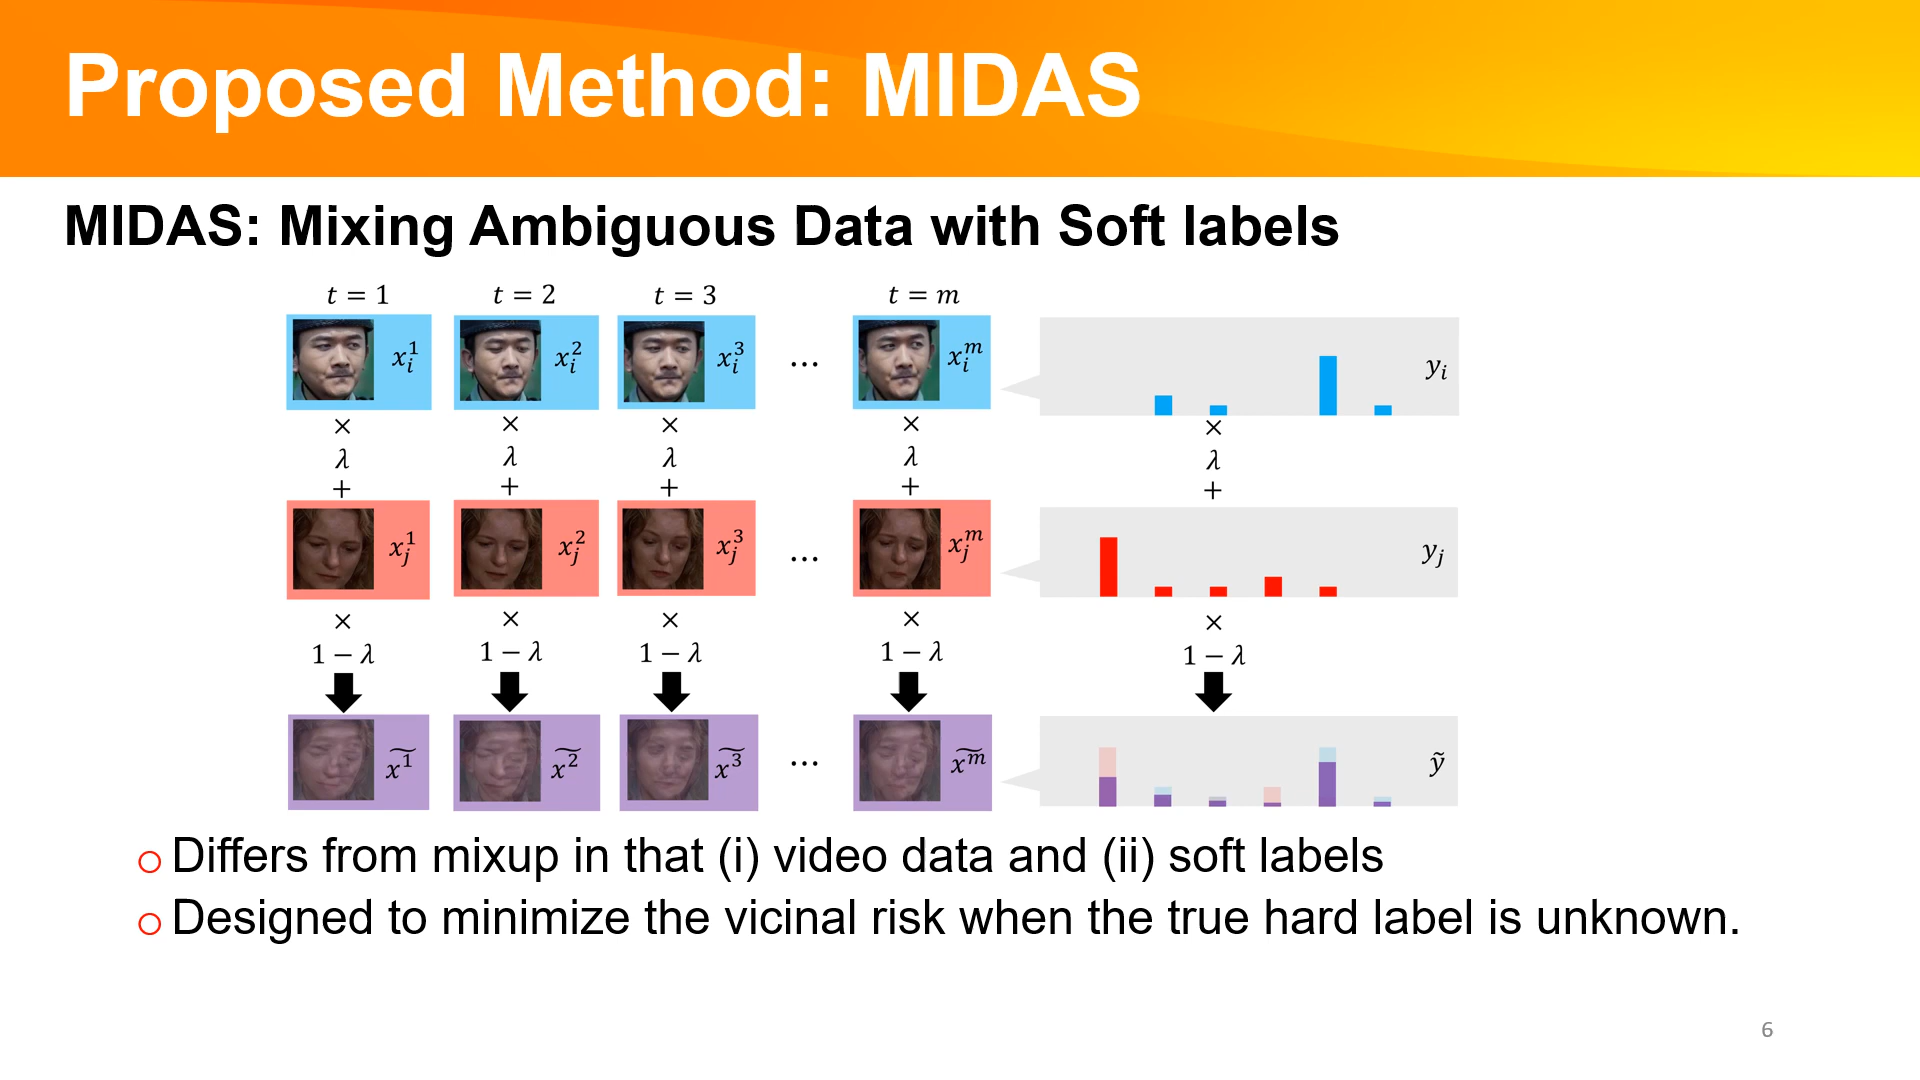 Proposed Method: MIDAS
MIDAS: Mixing Ambiguous Data with Soft labels
t = 1 t = 2 t = 3 t = m
x_i^1 x_i^2 x_i^3 … x_i^m y_i
× × × × ×
λ λ λ λ λ
+ + + + +
x_j^1 x_j^2 x_j^3 … x_j^m y_j
× × × × ×
1 − λ 1 − λ 1 − λ 1 − λ 1 − λ
x̃^1 x̃^2 x̃^3 … x̃^m ỹ
Differs from mixup in that (i) video data and (ii) soft labels
Designed to minimize the vicinal risk when the true hard label is unknown.
6